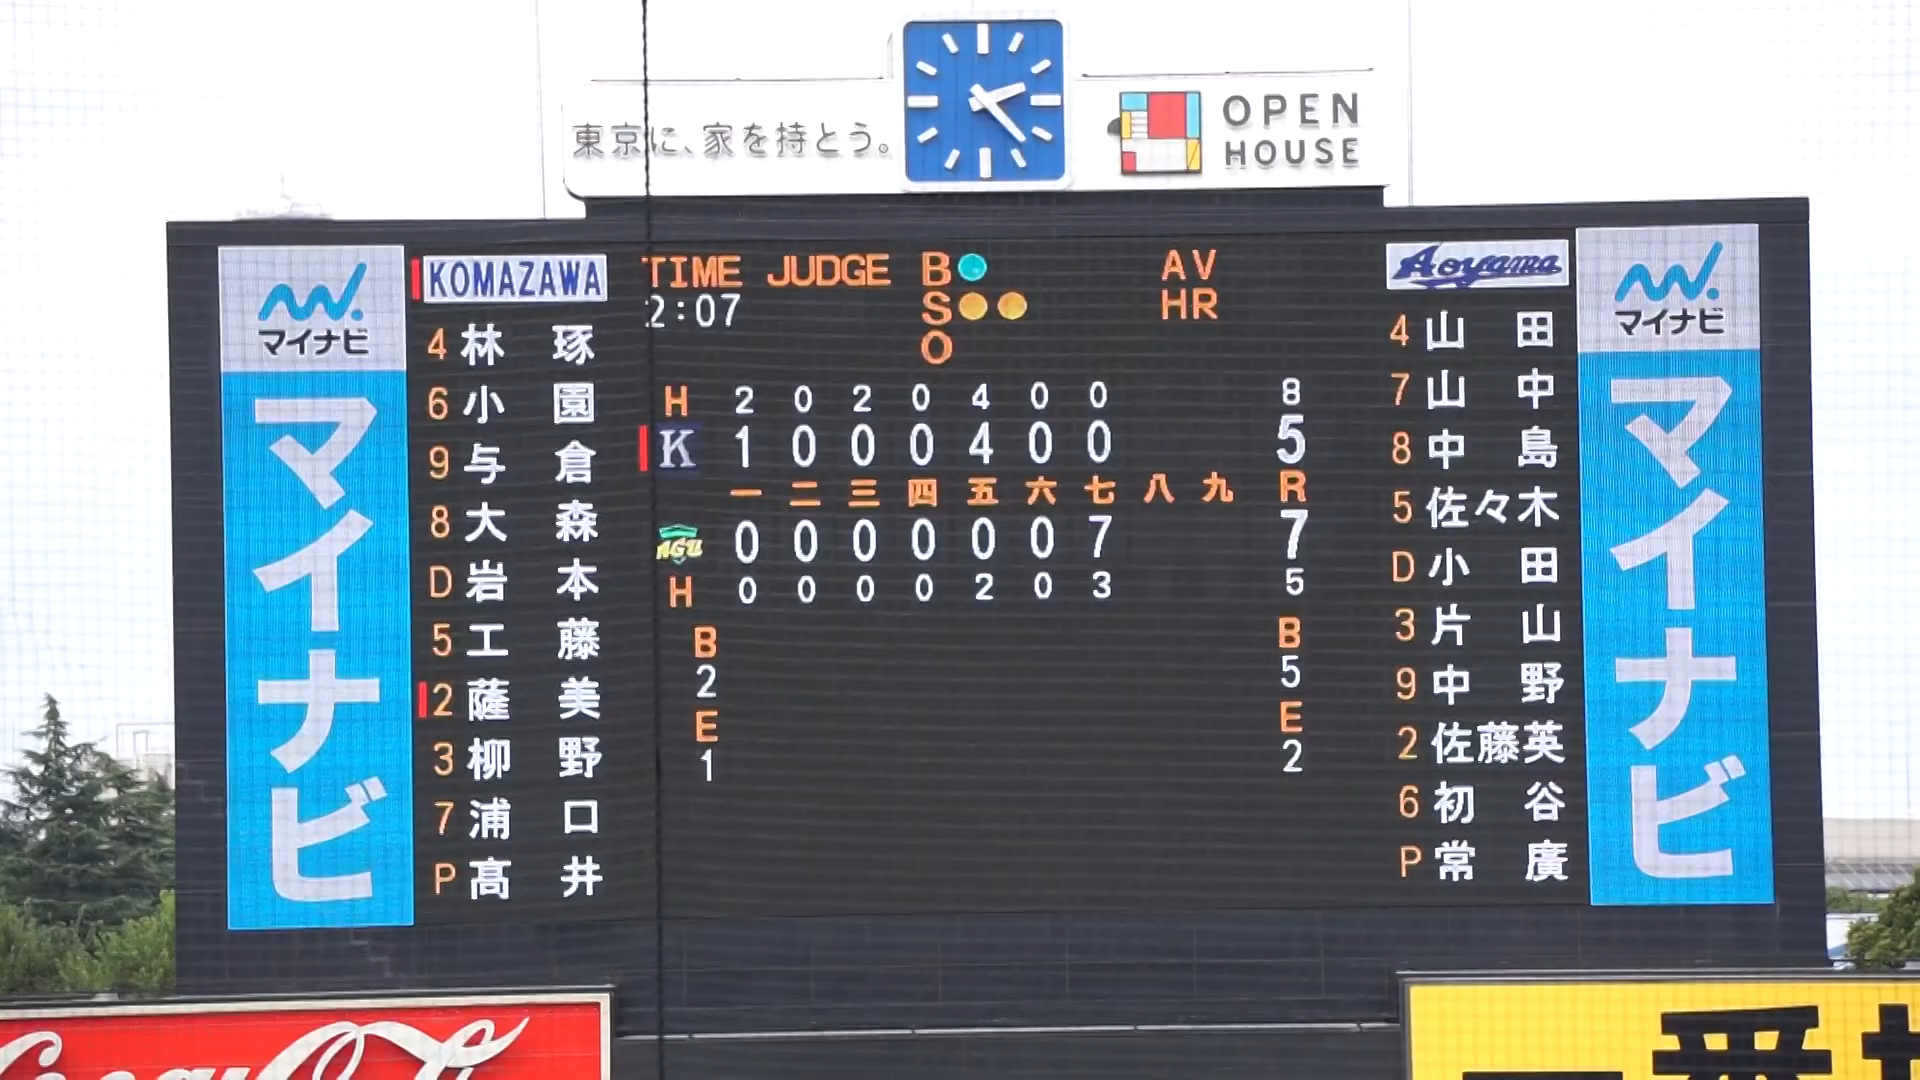 東京に、家を持とう。
OPEN
HOUSE
マイナビ
マイナビ
KOMAZAWA
4 林 琢
6 小 園
9 与 倉
8 大 森
D 岩 本
5 工 藤
2 薩 美
3 柳 野
7 浦 口
P 髙 井
TIME JUDGE B AV
2:07 S HR
O
H 2 0 2 0 4 0 0 8
K 1 0 0 0 4 0 0 5
一 二 三 四 五 六 七 八 九 R
AGU 0 0 0 0 0 0 7 7
H 0 0 0 0 2 0 3 5
B B
2 5
E E
1 2
Aoyama
4 山 田
7 山 中
8 中 島
5 佐々木
D 小 田
3 片 山
9 中 野
2 佐藤英
6 初 谷
P 常 廣
マイナビ
マイナビ
Coca-Cola